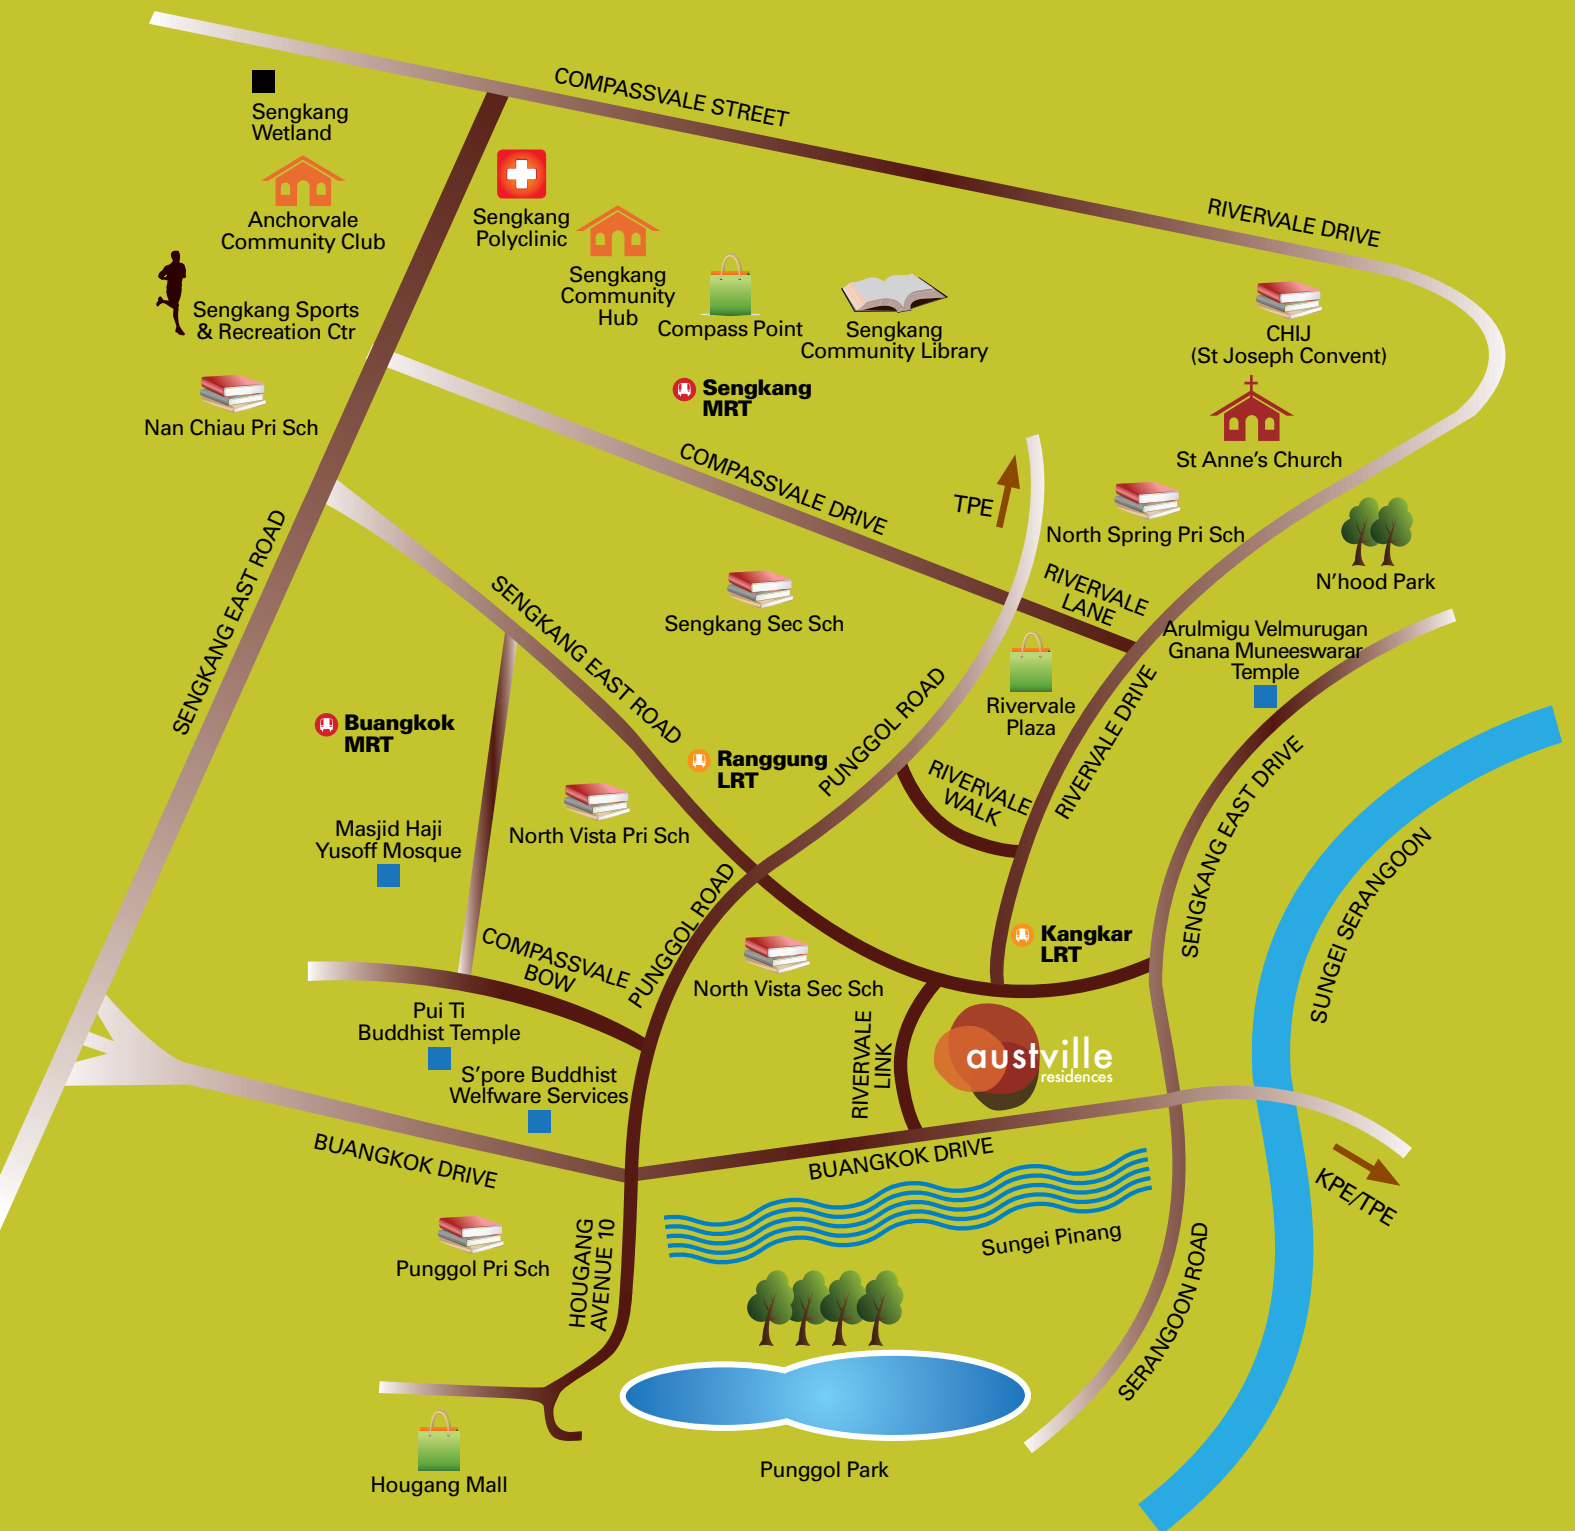 COMPASSVALE STREET
Sengkang
Wetland
Anchorvale
Community Club
Sengkang
Polyclinic
RIVERVALE DRIVE
Sengkang
Community
Hub
Sengkang Sports
& Recreation Ctr
Compass Point
Sengkang
Community Library
CHIJ
(St Joseph Convent)
Sengkang
MRT
Nan Chiau Pri Sch
St Anne's Church
COMPASSVALE DRIVE
TPE
North Spring Pri Sch
N'hood Park
SENGKANG EAST ROAD
SENGKANG EAST ROAD
Sengkang Sec Sch
RIVERVALE
LANE
Arulmigu Velmurugan
Gnana Muneeswarar
Temple
Rivervale
Plaza
Buangkok
MRT
Ranggung
LRT
PUNGGOL ROAD
RIVERVALE
WALK
RIVERVALE DRIVE
SENGKANG EAST DRIVE
North Vista Pri Sch
Masjid Haji
Yusoff Mosque
SUNGEI SERANGOON
COMPASSVALE
BOW
PUNGGOL ROAD
Kangkar
LRT
North Vista Sec Sch
Pui Ti
Buddhist Temple
RIVERVALE
LINK
austville
residences
S'pore Buddhist
Welfware Services
BUANGKOK DRIVE
BUANGKOK DRIVE
KPE/TPE
Sungei Pinang
Punggol Pri Sch
HOUGANG
AVENUE 10
SERANGOON ROAD
Punggol Park
Hougang Mall